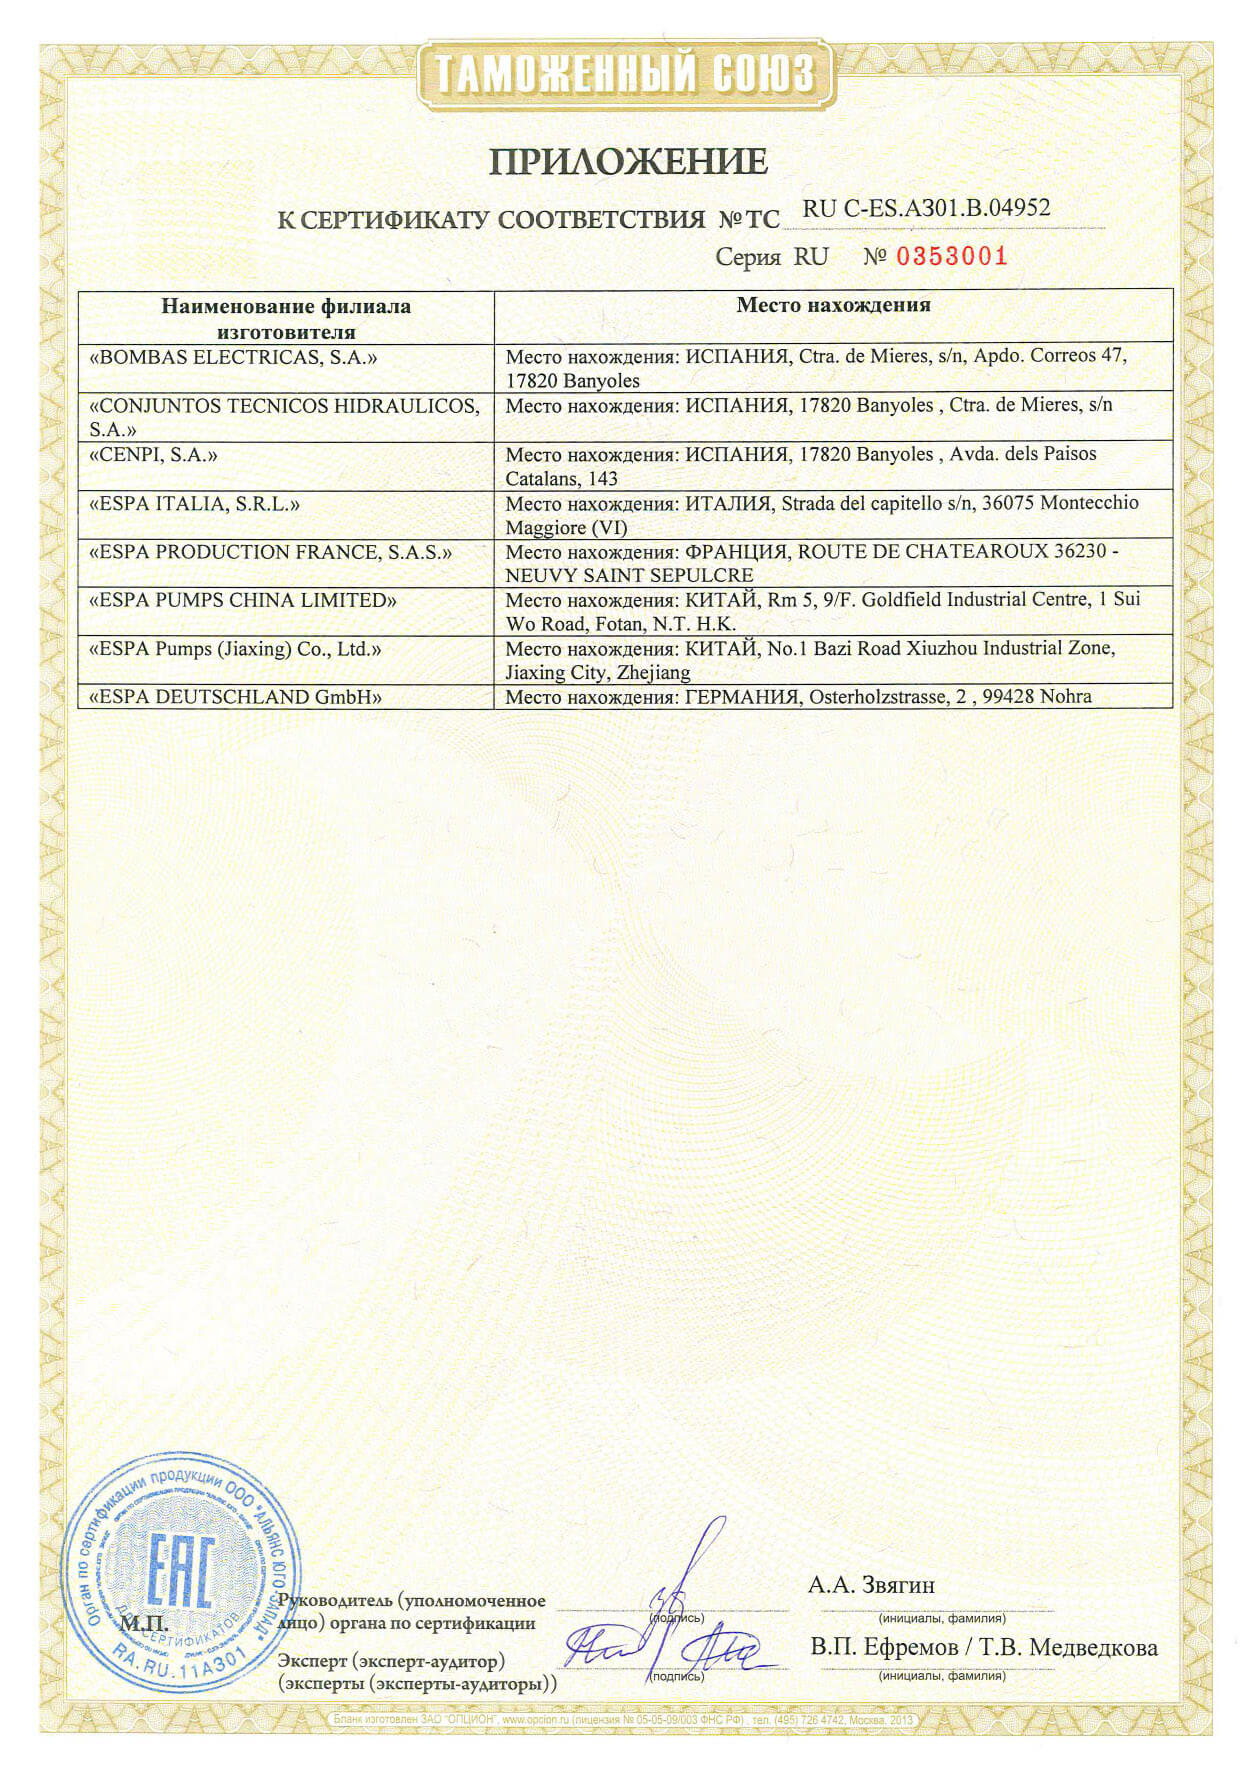 ТАМОЖЕННЫЙ СОЮЗ
ПРИЛОЖЕНИЕ
К СЕРТИФИКАТУ СООТВЕТСТВИЯ № ТС RU С-ES.АЗ01.В.04952
Серия RU № 0353001
Наименование филиала
изготовителя
Место нахождения
«BOMBAS ELECTRICAS, S.A.»
Место нахождения: ИСПАНИЯ, Ctra. de Mieres, s/n, Apdo. Correos 47,
17820 Banyoles
«CONJUNTOS TECNICOS HIDRAULICOS,
S.A.»
Место нахождения: ИСПАНИЯ, 17820 Banyoles , Ctra. de Mieres, s/n
«CENPI, S.A.»
Место нахождения: ИСПАНИЯ, 17820 Banyoles , Avda. dels Paisos
Catalans, 143
«ESPA ITALIA, S.R.L.»
Место нахождения: ИТАЛИЯ, Strada del capitello s/n, 36075 Montecchio
Maggiore (VI)
«ESPA PRODUCTION FRANCE, S.A.S.»
Место нахождения: ФРАНЦИЯ, ROUTE DE CHATEAROUX 36230 -
NEUVY SAINT SEPULCRE
«ESPA PUMPS CHINA LIMITED»
Место нахождения: КИТАЙ, Rm 5, 9/F. Goldfield Industrial Centre, 1 Sui
Wo Road, Fotan, N.T. H.K.
«ESPA Pumps (Jiaxing) Co., Ltd.»
Место нахождения: КИТАЙ, No.1 Bazi Road Xiuzhou Industrial Zone,
Jiaxing City, Zhejiang
«ESPA DEUTSCHLAND GmbH»
Место нахождения: ГЕРМАНИЯ, Osterholzstrasse, 2 , 99428 Nohra
Орган по сертификации продукции ООО "АЛЬЯНС ЮГО-ЗАПАД"
ЕАС
ДЛЯ СЕРТИФИКАТОВ
RA.RU.11АЗ01
М.П.
Руководитель (уполномоченное
лицо) органа по сертификации
(подпись)
А.А. Звягин
(инициалы, фамилия)
Эксперт (эксперт-аудитор)
(эксперты (эксперты-аудиторы))
(подпись)
В.П. Ефремов / Т.В. Медведкова
(инициалы, фамилия)
Бланк изготовлен ЗАО "ОПЦИОН", www.opcion.ru (лицензия № 05-05-09/003 ФНС РФ) , тел. (495) 726 4742, Москва, 2013